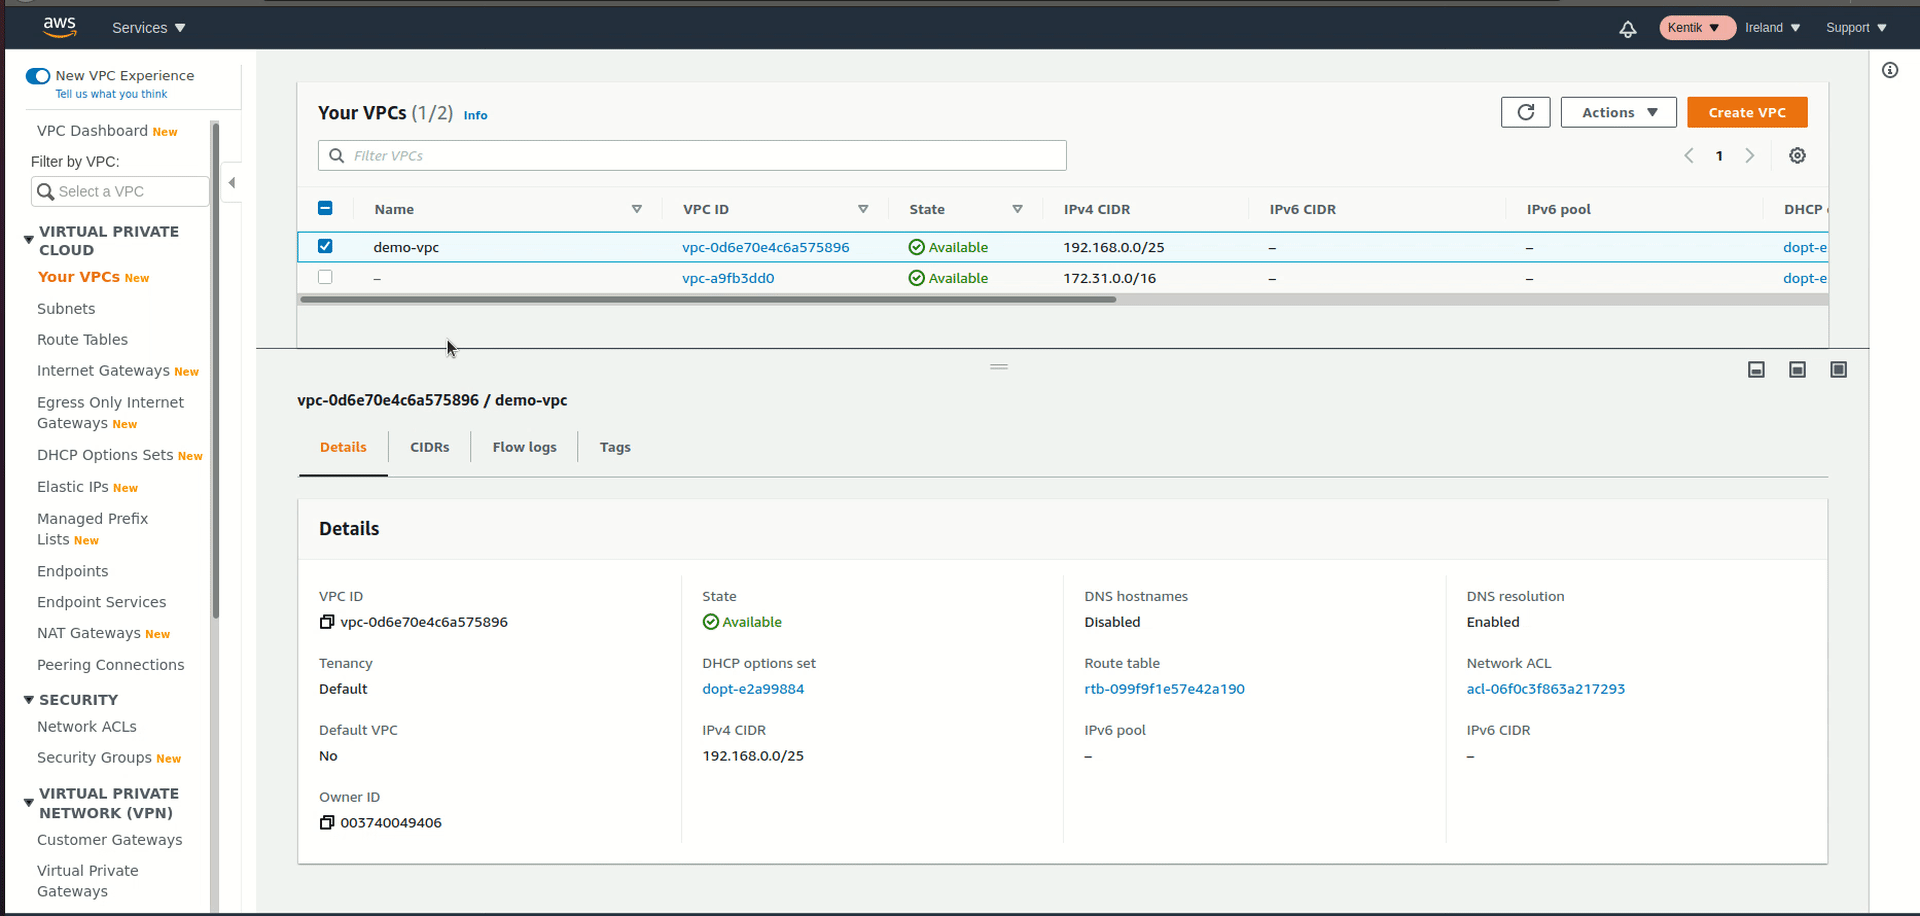 aws
Services
Kentik
Ireland
Support
New VPC Experience
Tell us what you think
VPC Dashboard New
Filter by VPC:
Select a VPC
VIRTUAL PRIVATE
CLOUD
Your VPCs New
Subnets
Route Tables
Internet Gateways New
Egress Only Internet
Gateways New
DHCP Options Sets New
Elastic IPs New
Managed Prefix
Lists New
Endpoints
Endpoint Services
NAT Gateways New
Peering Connections
SECURITY
Network ACLs
Security Groups New
VIRTUAL PRIVATE
NETWORK (VPN)
Customer Gateways
Virtual Private
Gateways
Your VPCs (1/2) Info
Actions
Create VPC
Filter VPCs
1
Name VPC ID State IPv4 CIDR IPv6 CIDR IPv6 pool DHCP
demo-vpc vpc-0d6e70e4c6a575896 Available 192.168.0.0/25 – – dopt-e
– vpc-a9fb3dd0 Available 172.31.0.0/16 – – dopt-e
vpc-0d6e70e4c6a575896 / demo-vpc
Details CIDRs Flow logs Tags
Details
VPC ID State DNS hostnames DNS resolution
vpc-0d6e70e4c6a575896 Available Disabled Enabled
Tenancy DHCP options set Route table Network ACL
Default dopt-e2a99884 rtb-099f9f1e57e42a190 acl-06f0c3f863a217293
Default VPC IPv4 CIDR IPv6 pool IPv6 CIDR
No 192.168.0.0/25 – –
Owner ID
003740049406